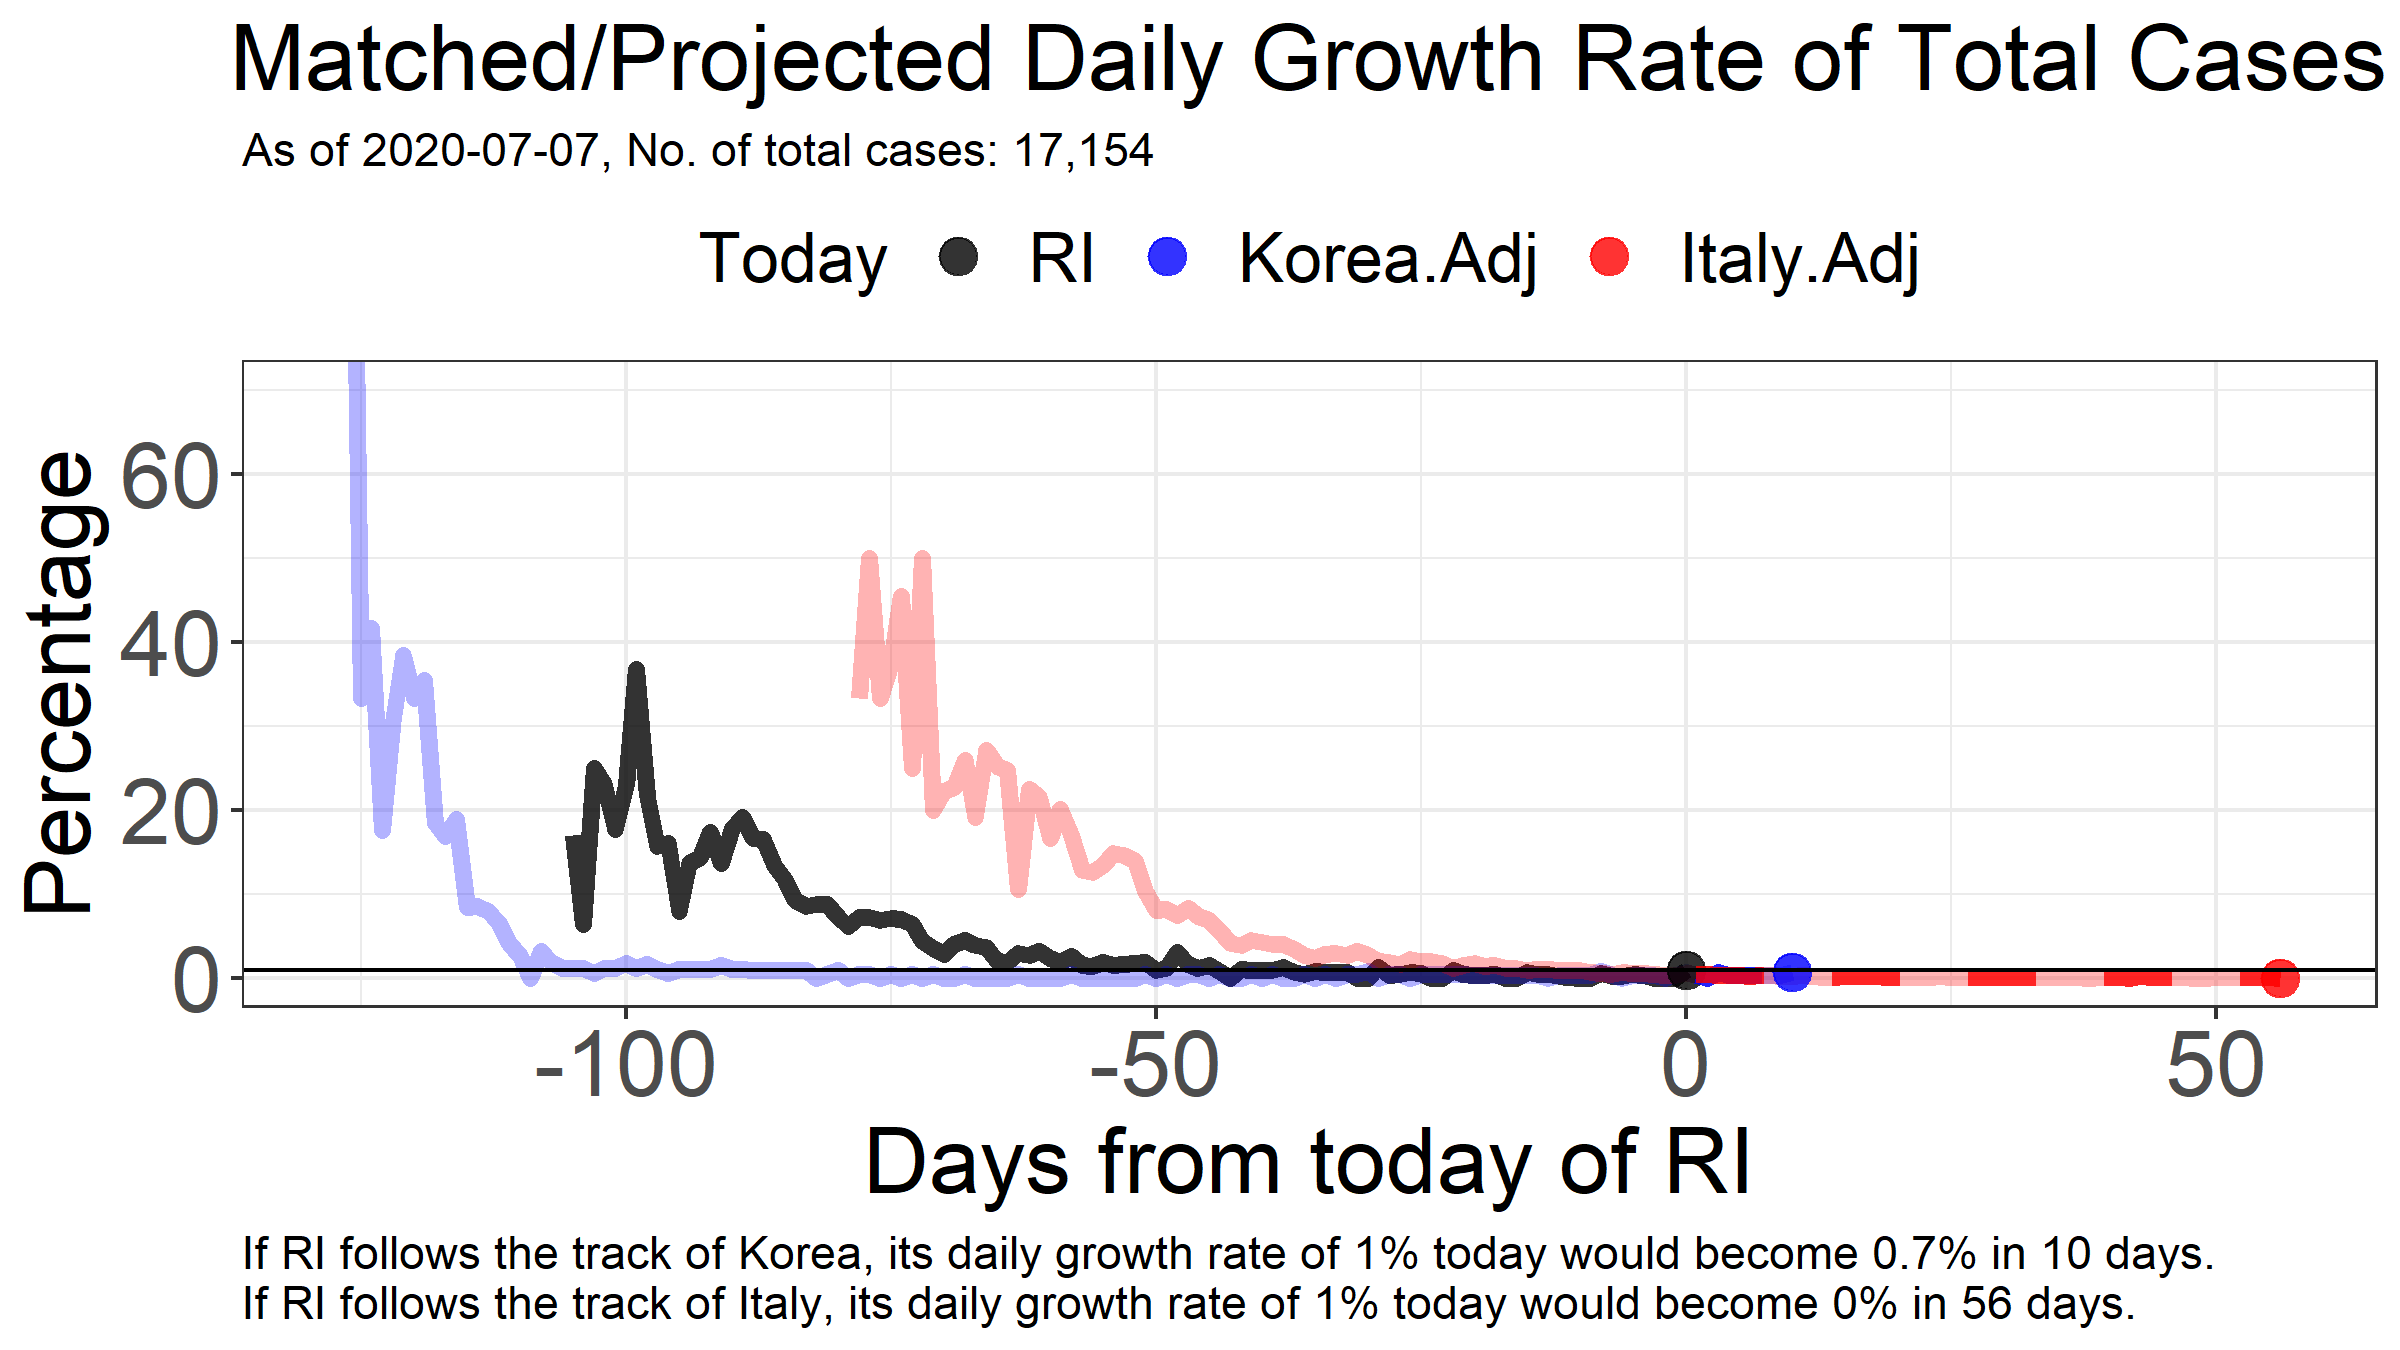 Matched/Projected Daily Growth Rate of Total Cases
As of 2020-07-07, No. of total cases: 17,154
Today RI Korea.Adj Italy.Adj
Percentage
60
40
20
0
-100 -50 0 50
Days from today of RI
If RI follows the track of Korea, its daily growth rate of 1% today would become 0.7% in 10 days.
If RI follows the track of Italy, its daily growth rate of 1% today would become 0% in 56 days.